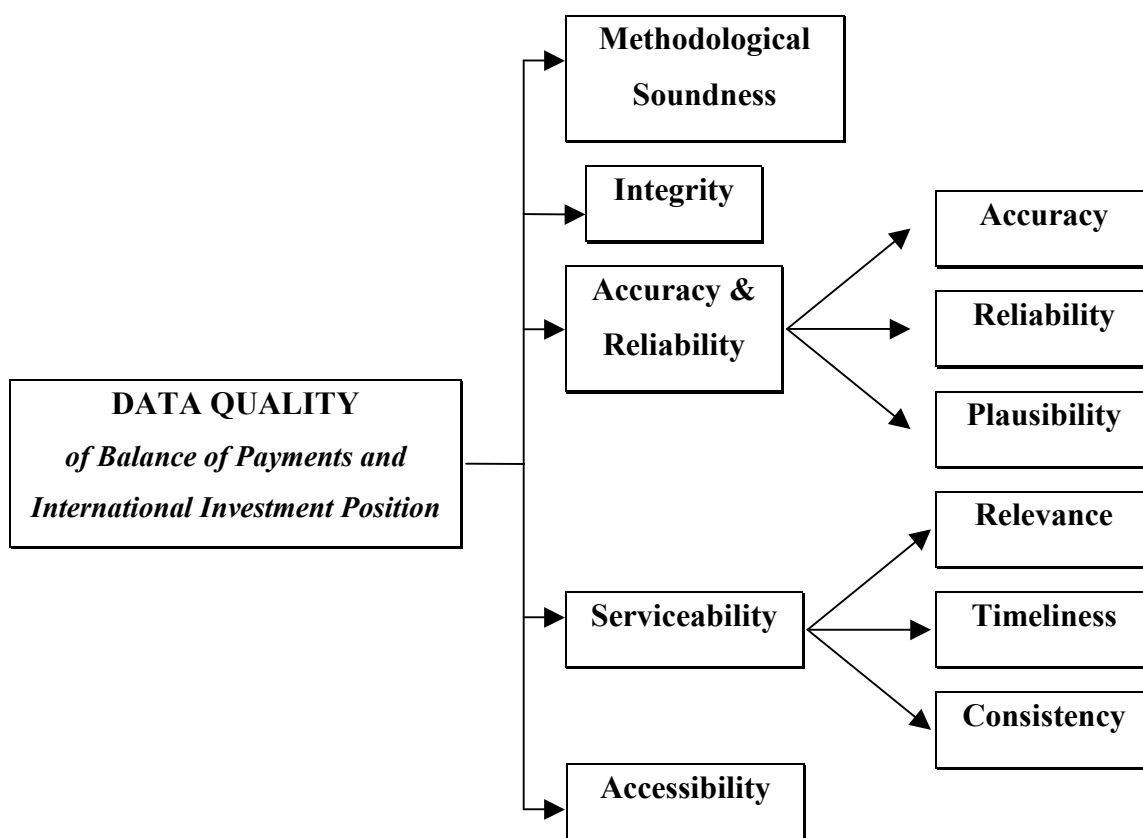 Methodological
Soundness
Integrity
Accuracy &
Reliability
Accuracy
Reliability
Plausibility
DATA QUALITY
of Balance of Payments and
International Investment Position
Serviceability
Relevance
Timeliness
Consistency
Accessibility